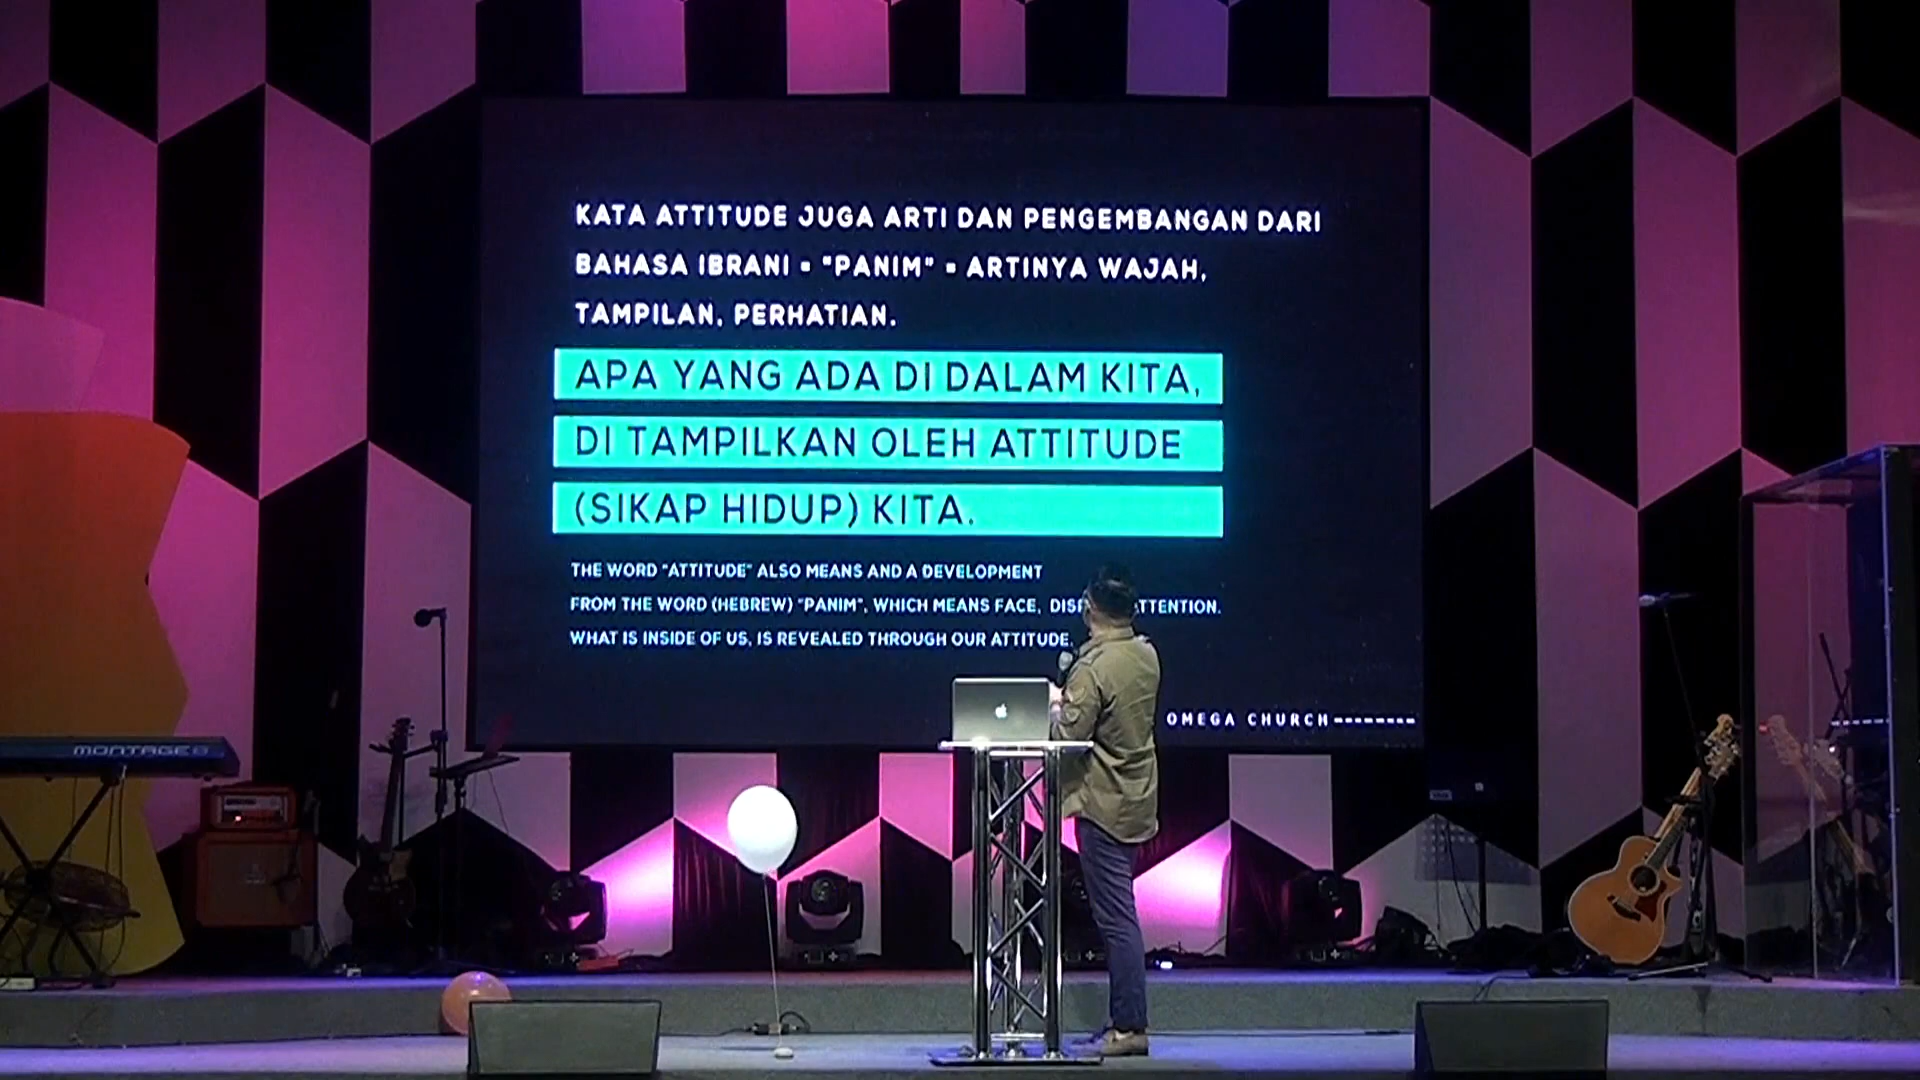 KATA ATTITUDE JUGA ARTI DAN PENGEMBANGAN DARI
BAHASA IBRANI = "PANIM" = ARTINYA WAJAH,
TAMPILAN, PERHATIAN.
APA YANG ADA DI DALAM KITA,
DI TAMPILKAN OLEH ATTITUDE
(SIKAP HIDUP) KITA.
THE WORD "ATTITUDE" ALSO MEANS AND A DEVELOPMENT
FROM THE WORD (HEBREW) "PANIM", WHICH MEANS FACE,
WHAT IS INSIDE OF US, IS REVEALED THROUGH OUR ATTITUDE.
OMEGA CHURCH
MONTAGE 8